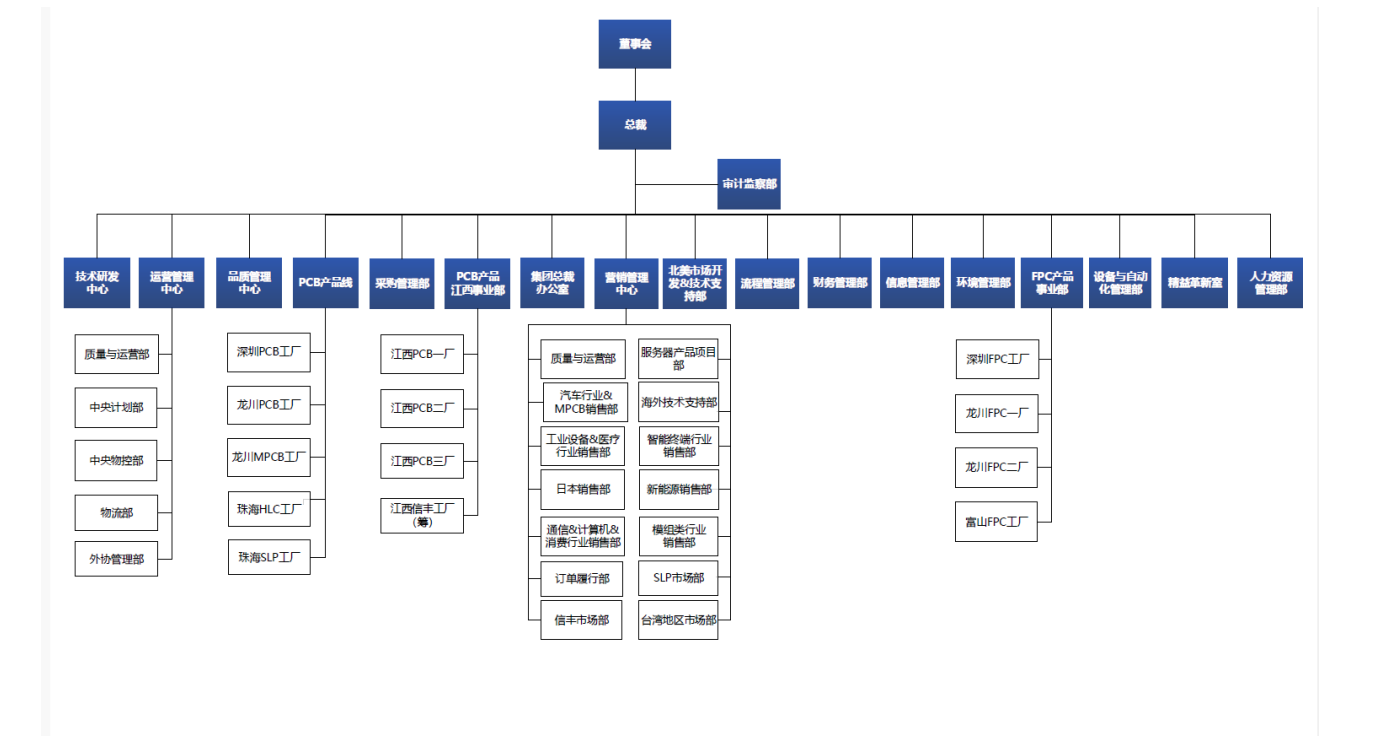 董事会
总裁
审计监察部
技术研发
中心
运营管理
中心
品质管理
中心
PCB产品线
采购管理部
PCB产品
江西事业部
集团总裁
办公室
营销管理
中心
北美市场开
发&技术支
持部
流程管理部
财务管理部
信息管理部
环境管理部
FPC产品
事业部
设备与自动
化管理部
精益革新室
人力资源
管理部
质量与运营部
中央计划部
中央物控部
物流部
外协管理部
深圳PCB工厂
龙川PCB工厂
龙川MPCB工厂
珠海HLC工厂
珠海SLP工厂
江西PCB一厂
江西PCB二厂
江西PCB三厂
江西信丰工厂
（筹）
质量与运营部
汽车行业&
MPCB销售部
工业设备&医疗
行业销售部
日本销售部
通信&计算机&
消费行业销售部
订单履行部
信丰市场部
服务器产品项目
部
海外技术支持部
智能终端行业
销售部
新能源销售部
模组类行业
销售部
SLP市场部
台湾地区市场部
深圳FPC工厂
龙川FPC一厂
龙川FPC二厂
富山FPC工厂